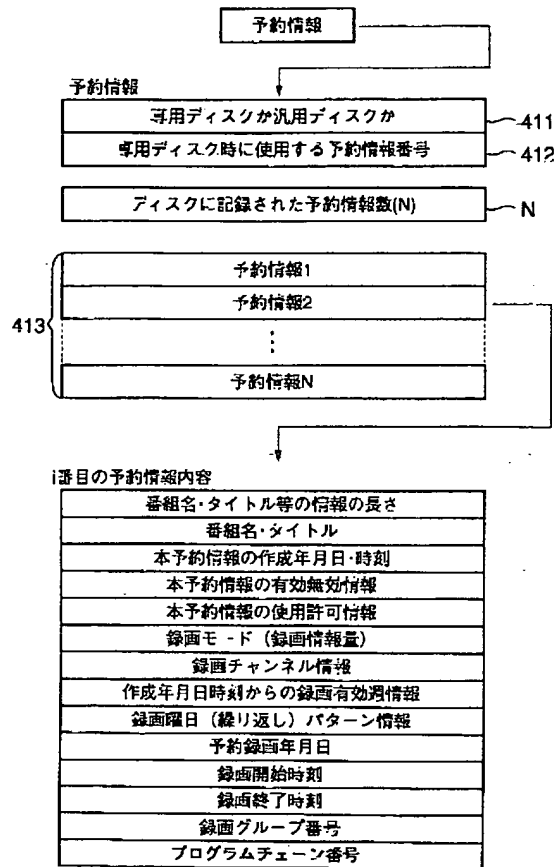 予約情報
予約情報
専用ディスクか汎用ディスクか
411
専用ディスク時に使用する予約情報番号
412
ディスクに記録された予約情報数(N)
N
413
予約情報1
予約情報2
⋮
予約情報N
i番目の予約情報内容
番組名・タイトル等の情報の長さ
番組名・タイトル
本予約情報の作成年月日・時刻
本予約情報の有効無効情報
本予約情報の使用許可情報
録画モード（録画情報量）
録画チャンネル情報
作成年月日時刻からの録画有効週情報
録画曜日（繰り返し）パターン情報
予約録画年月日
録画開始時刻
録画終了時刻
録画グループ番号
プログラムチェーン番号